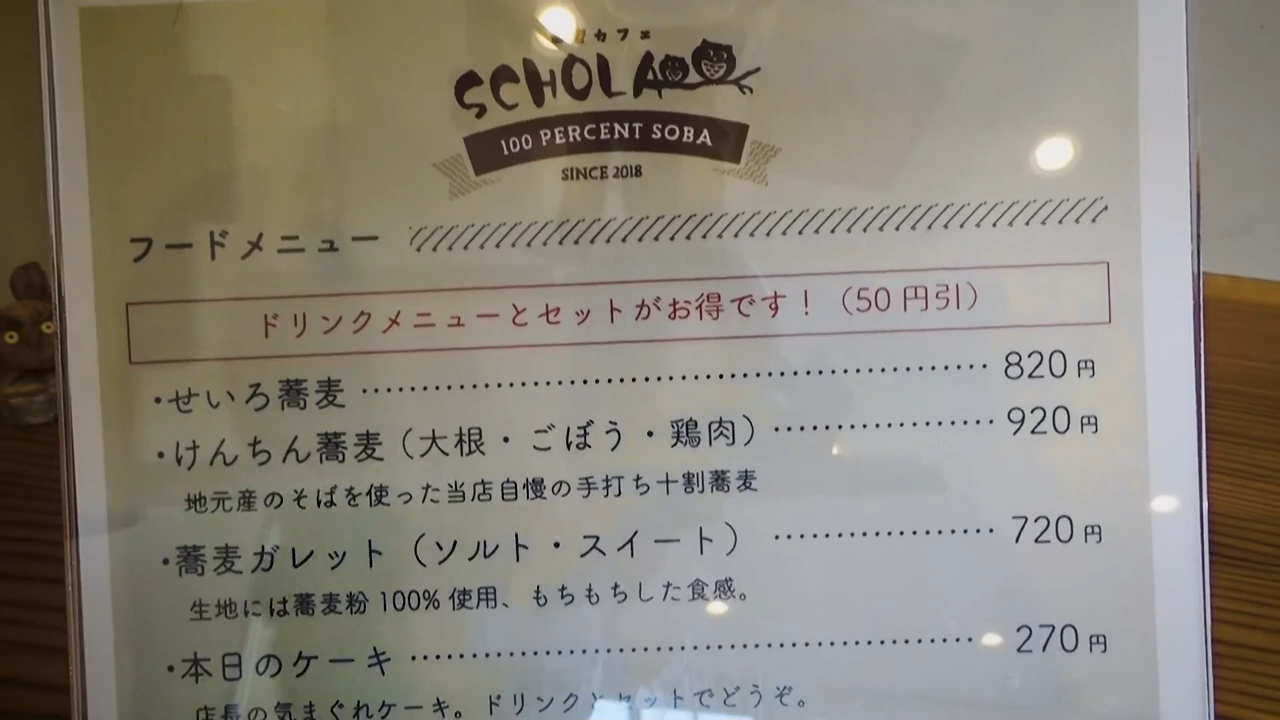 カフェ
SCHOLA
100 PERCENT SOBA
SINCE 2018
フードメニュー
ドリンクメニューとセットがお得です！（50円引）
・せいろ蕎麦 ･････････････････････････････････････ 820円
・けんちん蕎麦（大根・ごぼう・鶏肉）･･････････････ 920円
地元産のそばを使った当店自慢の手打ち十割蕎麦
・蕎麦ガレット（ソルト・スイート）･･････････････ 720円
生地には蕎麦粉100%使用、もちもちした食感。
・本日のケーキ ･････････････････････････････････ 270円
店長の気まぐれケーキ。ドリンクとセットでどうぞ。